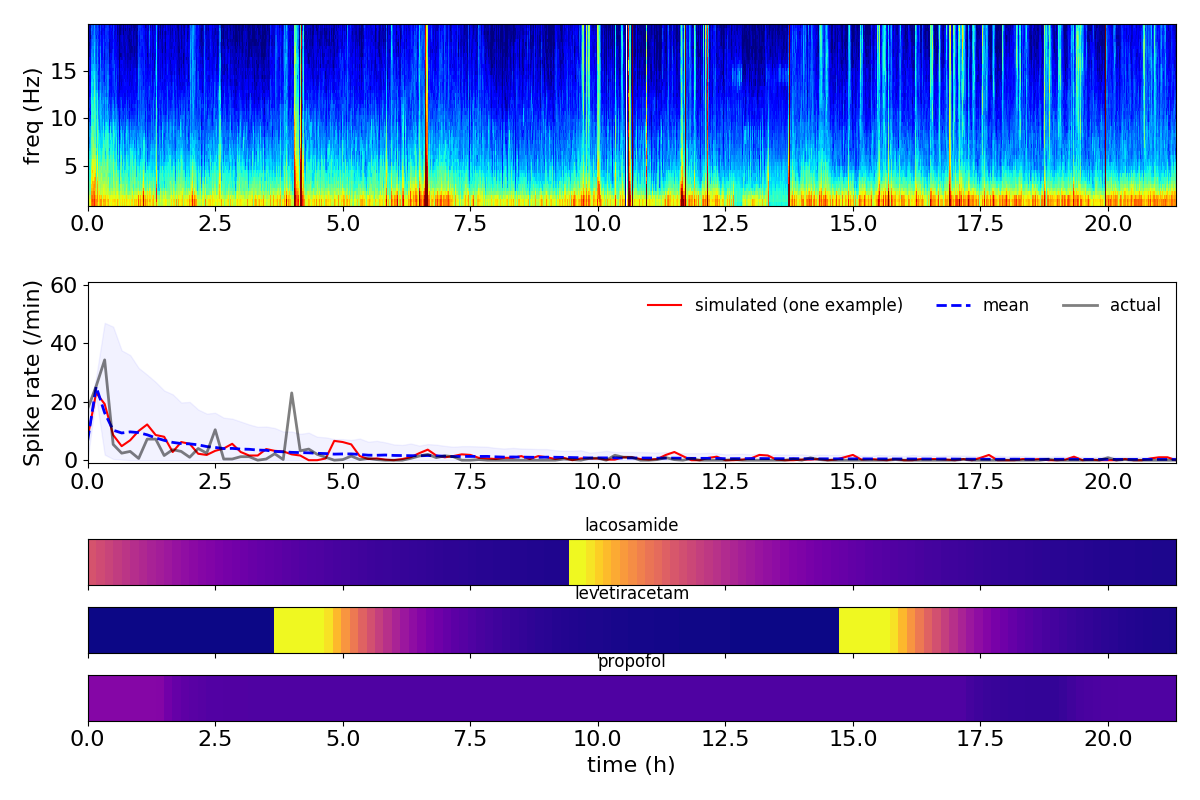 freq (Hz)
15
10
5
0.0 2.5 5.0 7.5 10.0 12.5 15.0 17.5 20.0
Spike rate (/min)
60
40
20
0
simulated (one example) mean actual
0.0 2.5 5.0 7.5 10.0 12.5 15.0 17.5 20.0
lacosamide
levetiracetam
propofol
0.0 2.5 5.0 7.5 10.0 12.5 15.0 17.5 20.0
time (h)